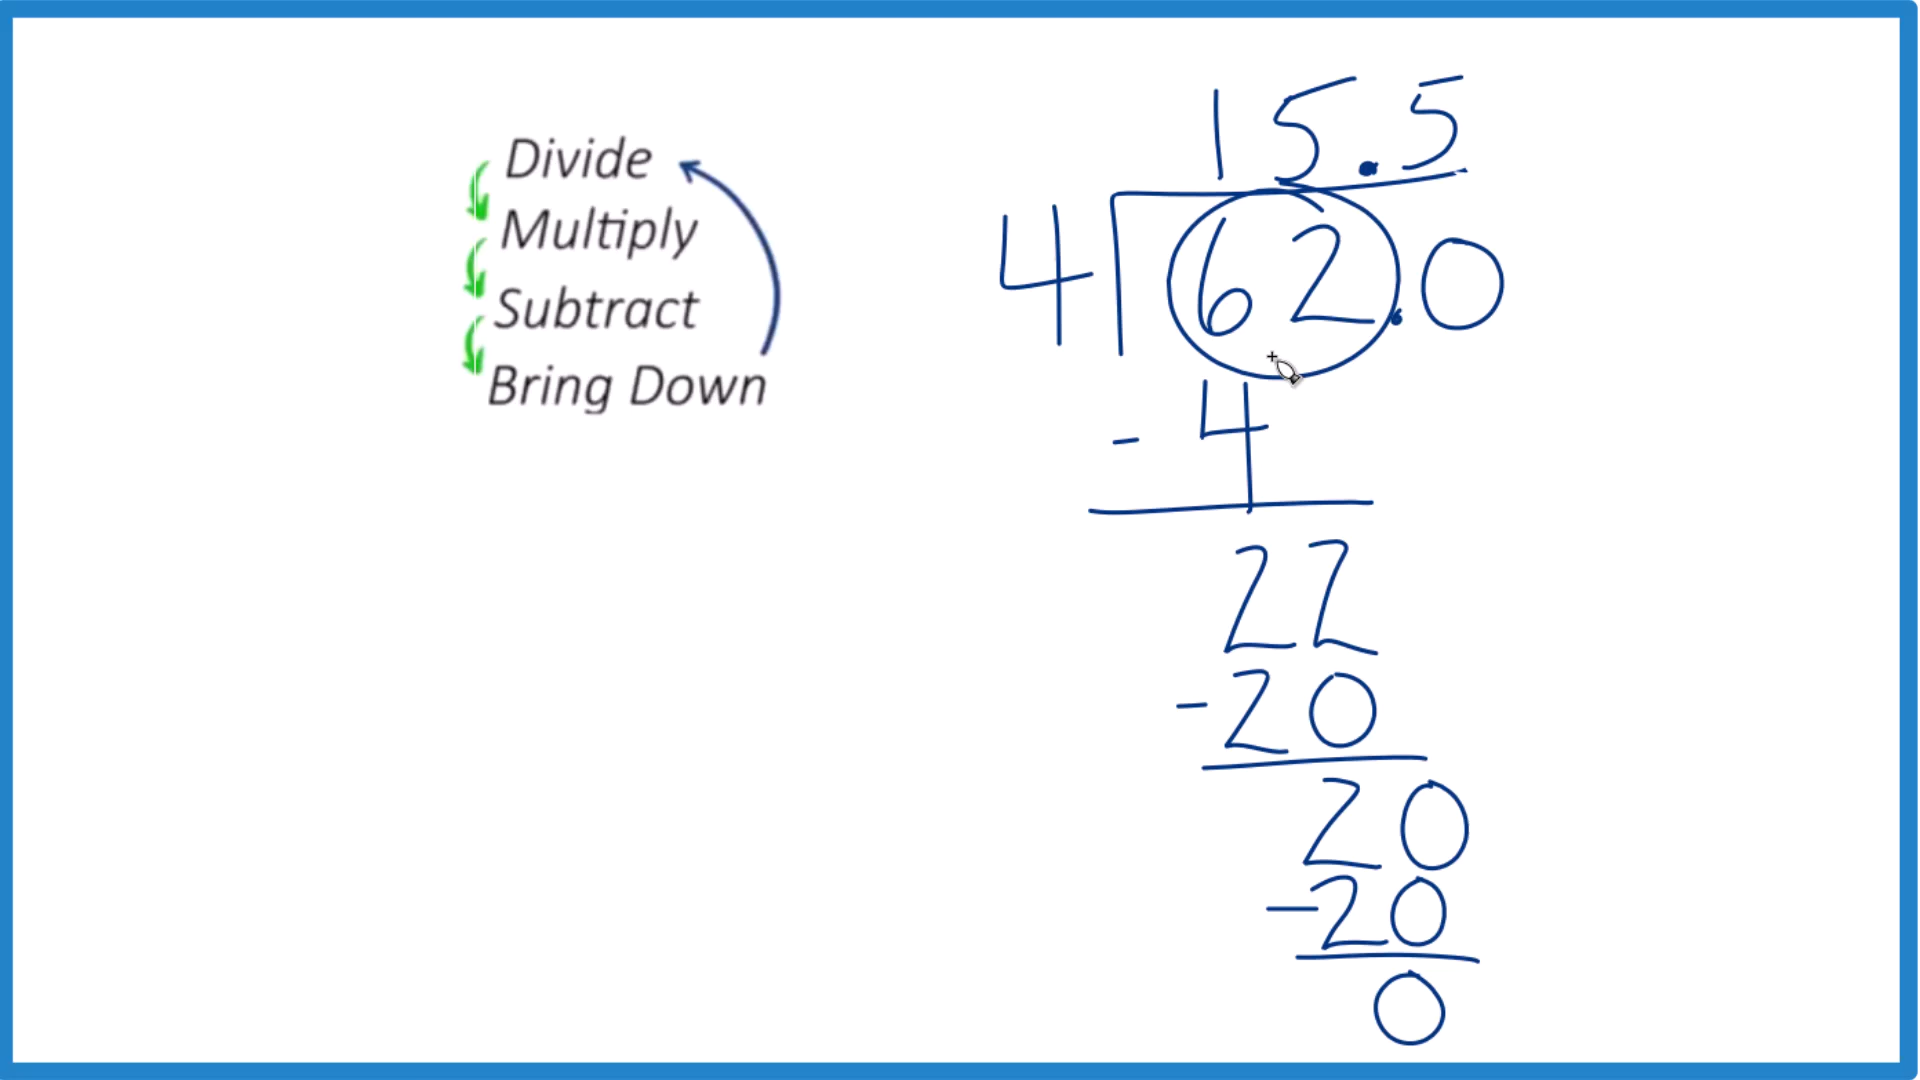 Divide
Multiply
Subtract
Bring Down
15.5
4 62.0
- 4
22
-20
20
-20
0